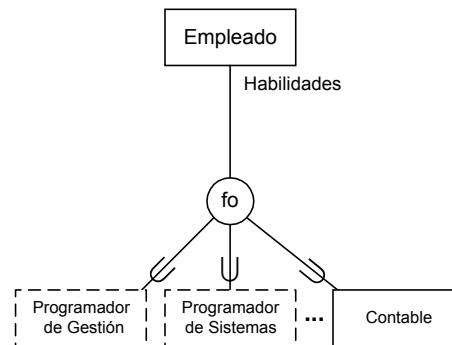 Empleado
Habilidades
fo
Programador
de Gestión
Programador
de Sistemas
...
Contable